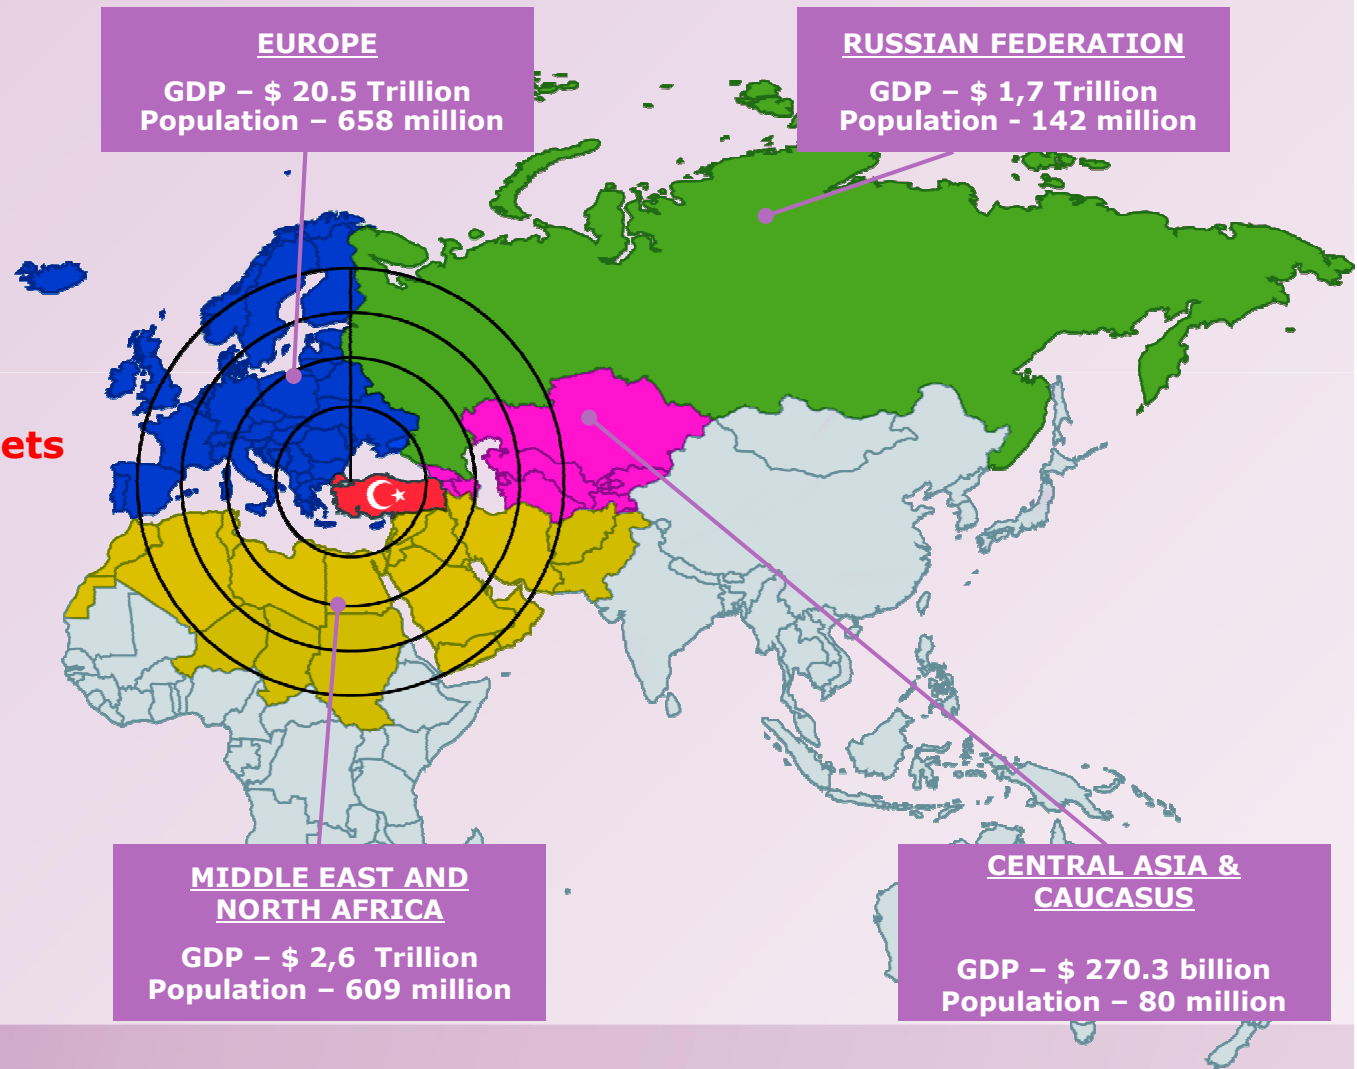 EUROPE
GDP – $ 20.5 Trillion
Population – 658 million
RUSSIAN FEDERATION
GDP – $ 1,7 Trillion
Population - 142 million
ets
MIDDLE EAST AND
NORTH AFRICA
GDP – $ 2,6 Trillion
Population – 609 million
CENTRAL ASIA &
CAUCASUS
GDP – $ 270.3 billion
Population – 80 million